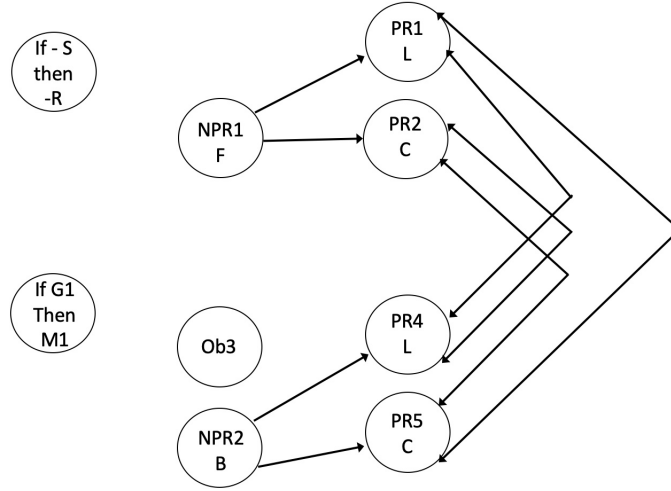 If - S
then
-R
PR1
L
NPR1
F
PR2
C
If G1
Then
M1
Ob3
PR4
L
NPR2
B
PR5
C